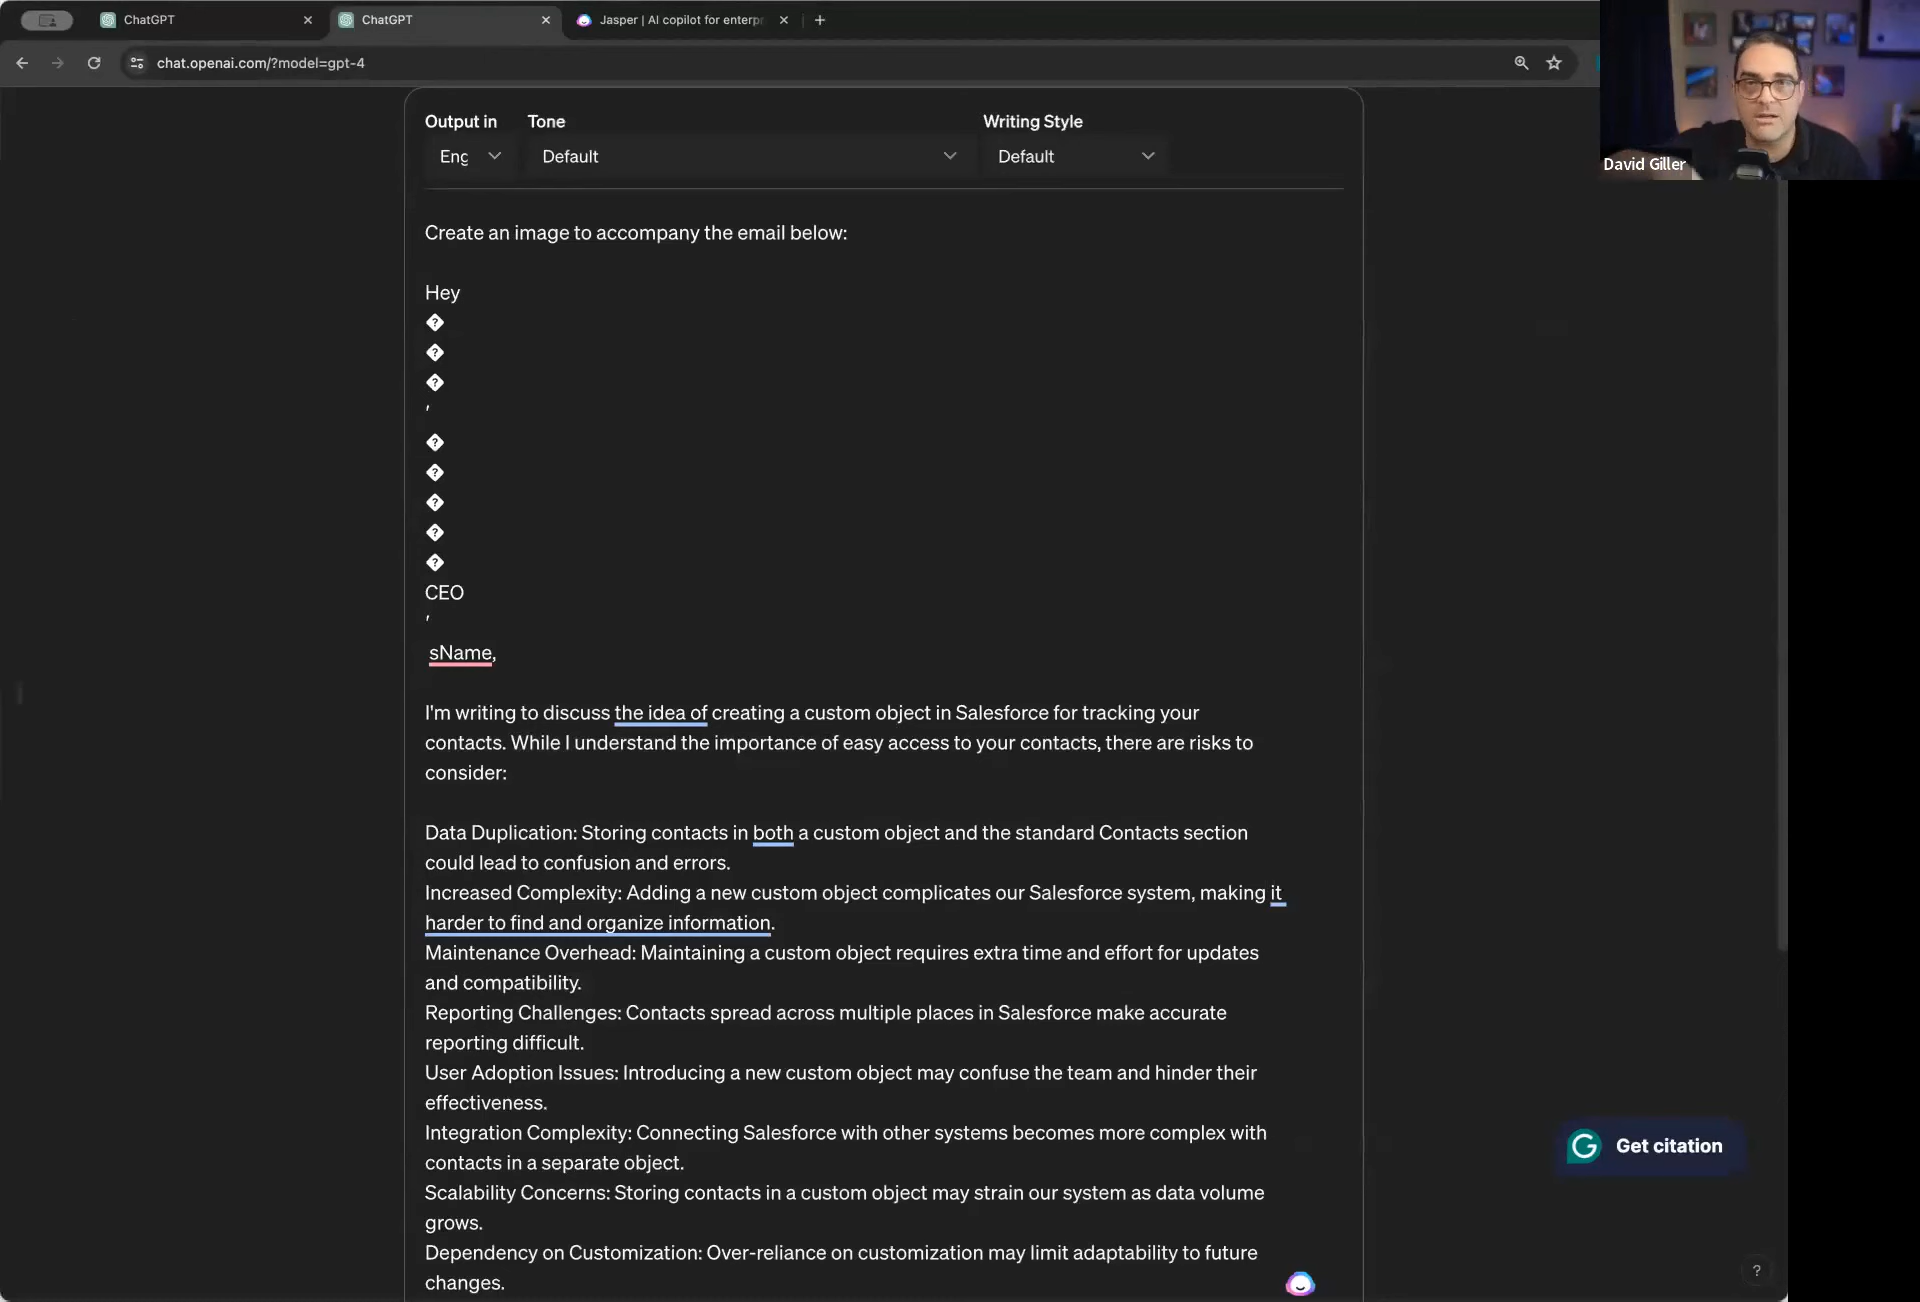 ChatGPT
ChatGPT
Jasper | AI copilot for enterp
chat.openai.com/?model=gpt-4
David Giller
Output in Tone Writing Style
Eng Default Default
Create an image to accompany the email below:
Hey
�
�
�
′
�
�
�
�
�
CEO
′
sName,
I'm writing to discuss the idea of creating a custom object in Salesforce for tracking your
contacts. While I understand the importance of easy access to your contacts, there are risks to
consider:
Data Duplication: Storing contacts in both a custom object and the standard Contacts section
could lead to confusion and errors.
Increased Complexity: Adding a new custom object complicates our Salesforce system, making it
harder to find and organize information.
Maintenance Overhead: Maintaining a custom object requires extra time and effort for updates
and compatibility.
Reporting Challenges: Contacts spread across multiple places in Salesforce make accurate
reporting difficult.
User Adoption Issues: Introducing a new custom object may confuse the team and hinder their
effectiveness.
Integration Complexity: Connecting Salesforce with other systems becomes more complex with
contacts in a separate object.
Scalability Concerns: Storing contacts in a custom object may strain our system as data volume
grows.
Dependency on Customization: Over-reliance on customization may limit adaptability to future
changes.
G Get citation
?